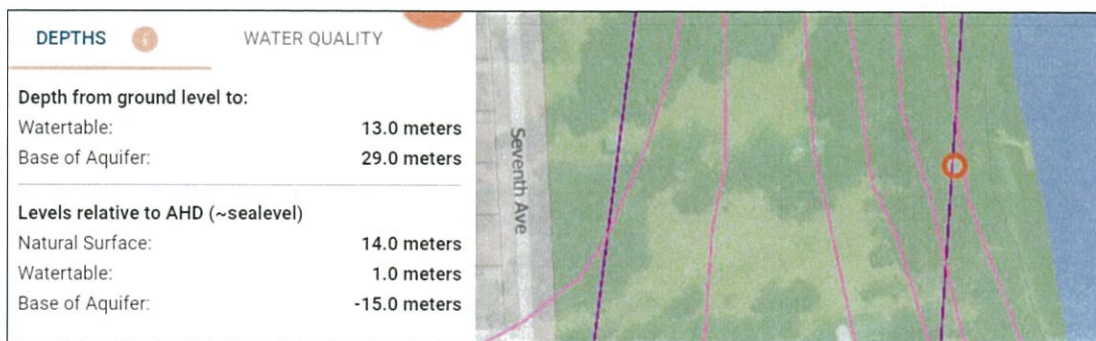 DEPTHS i WATER QUALITY
Depth from ground level to:
Watertable: 13.0 meters
Base of Aquifer: 29.0 meters
Levels relative to AHD (~sealevel)
Natural Surface: 14.0 meters
Watertable: 1.0 meters
Base of Aquifer: -15.0 meters
Seventh Ave